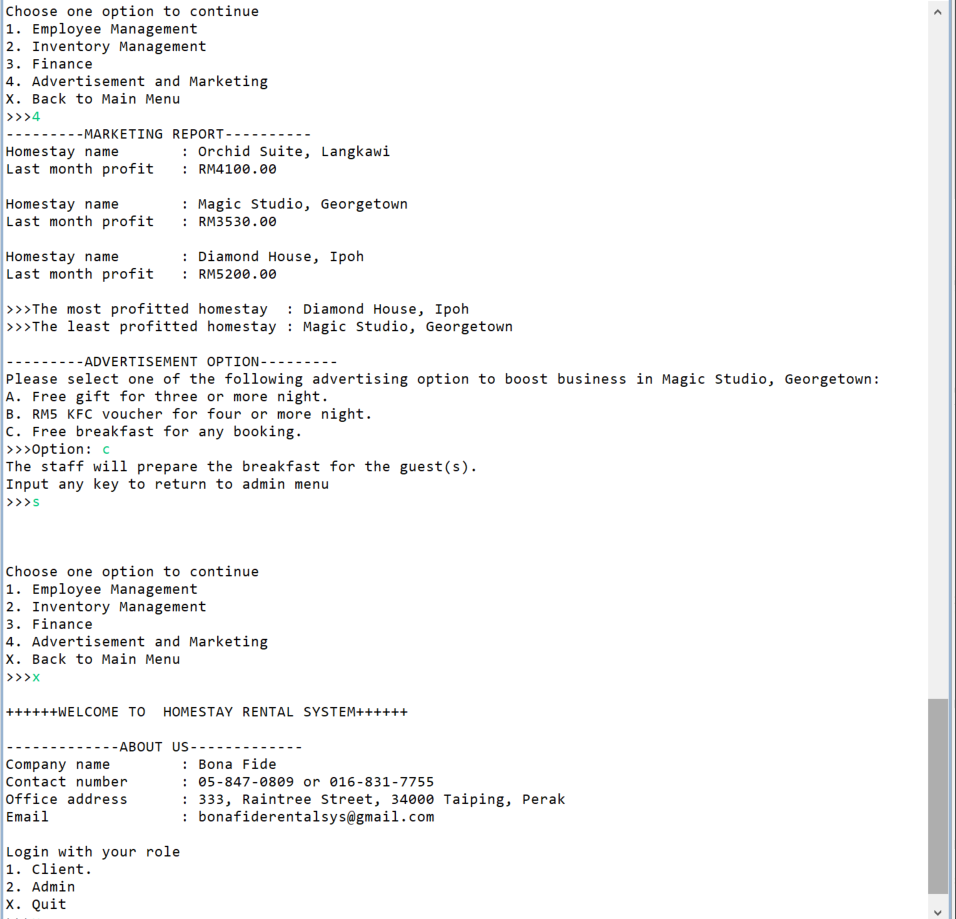 Choose one option to continue
1. Employee Management
2. Inventory Management
3. Finance
4. Advertisement and Marketing
X. Back to Main Menu
>>>4
---------MARKETING REPORT----------
Homestay name       : Orchid Suite, Langkawi
Last month profit   : RM4100.00
Homestay name       : Magic Studio, Georgetown
Last month profit   : RM3530.00
Homestay name       : Diamond House, Ipoh
Last month profit   : RM5200.00
>>>The most profitted homestay  : Diamond House, Ipoh
>>>The least profitted homestay : Magic Studio, Georgetown
---------ADVERTISEMENT OPTION---------
Please select one of the following advertising option to boost business in Magic Studio, Georgetown:
A. Free gift for three or more night.
B. RM5 KFC voucher for four or more night.
C. Free breakfast for any booking.
>>>Option: c
The staff will prepare the breakfast for the guest(s).
Input any key to return to admin menu
>>>s
Choose one option to continue
1. Employee Management
2. Inventory Management
3. Finance
4. Advertisement and Marketing
X. Back to Main Menu
>>>x
++++++WELCOME TO  HOMESTAY RENTAL SYSTEM++++++
-------------ABOUT US-------------
Company name        : Bona Fide
Contact number      : 05-847-0809 or 016-831-7755
Office address      : 333, Raintree Street, 34000 Taiping, Perak
Email               : bonafiderentalsys@gmail.com
Login with your role
1. Client.
2. Admin
X. Quit